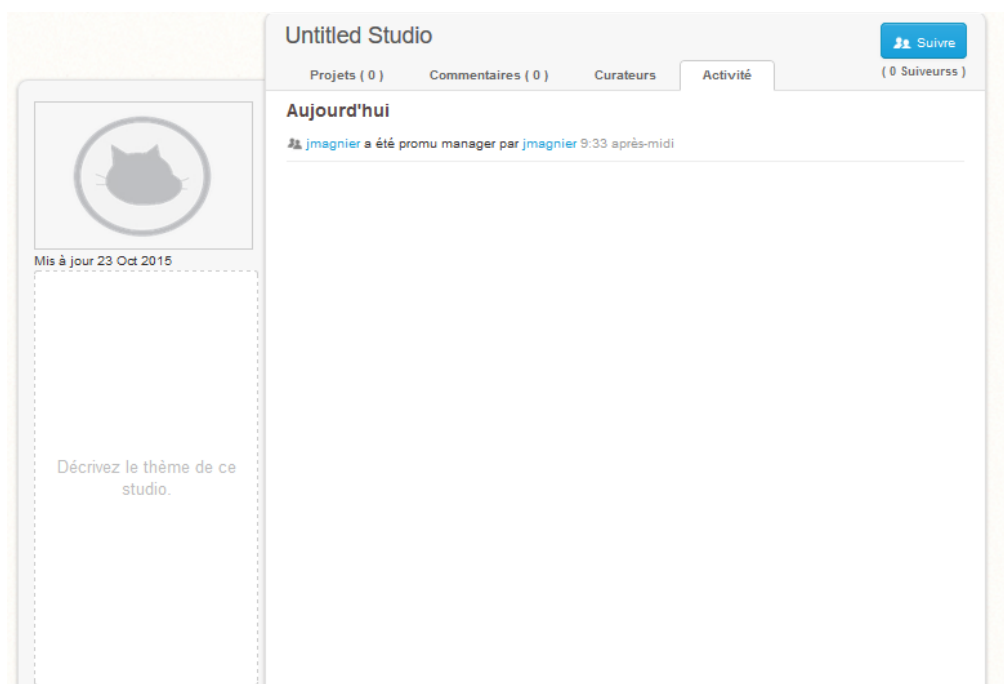 Untitled Studio
Suivre
Projets ( 0 ) Commentaires ( 0 ) Curateurs Activité
( 0 Suiveurss )
Aujourd'hui
jmagnier a été promu manager par jmagnier 9:33 après-midi
Mis à jour 23 Oct 2015
Décrivez le thème de ce
studio.